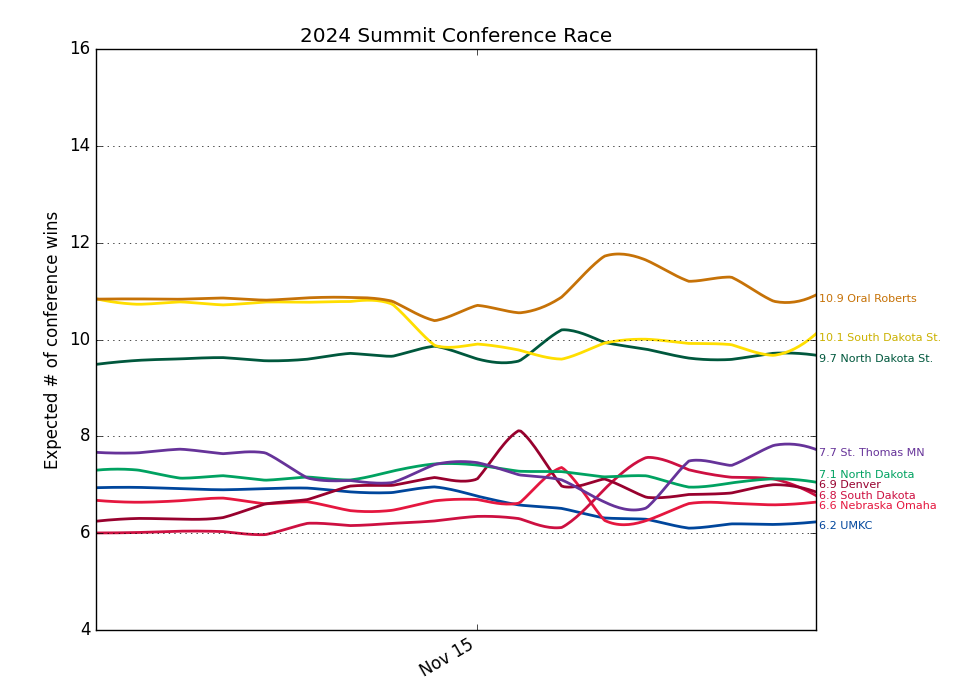 2024 Summit Conference Race
Expected # of conference wins
16
14
12
10
8
6
4
Nov 15
10.9 Oral Roberts
10.1 South Dakota St.
9.7 North Dakota St.
7.7 St. Thomas MN
7.1 North Dakota
6.9 Denver
6.8 South Dakota
6.6 Nebraska Omaha
6.2 UMKC